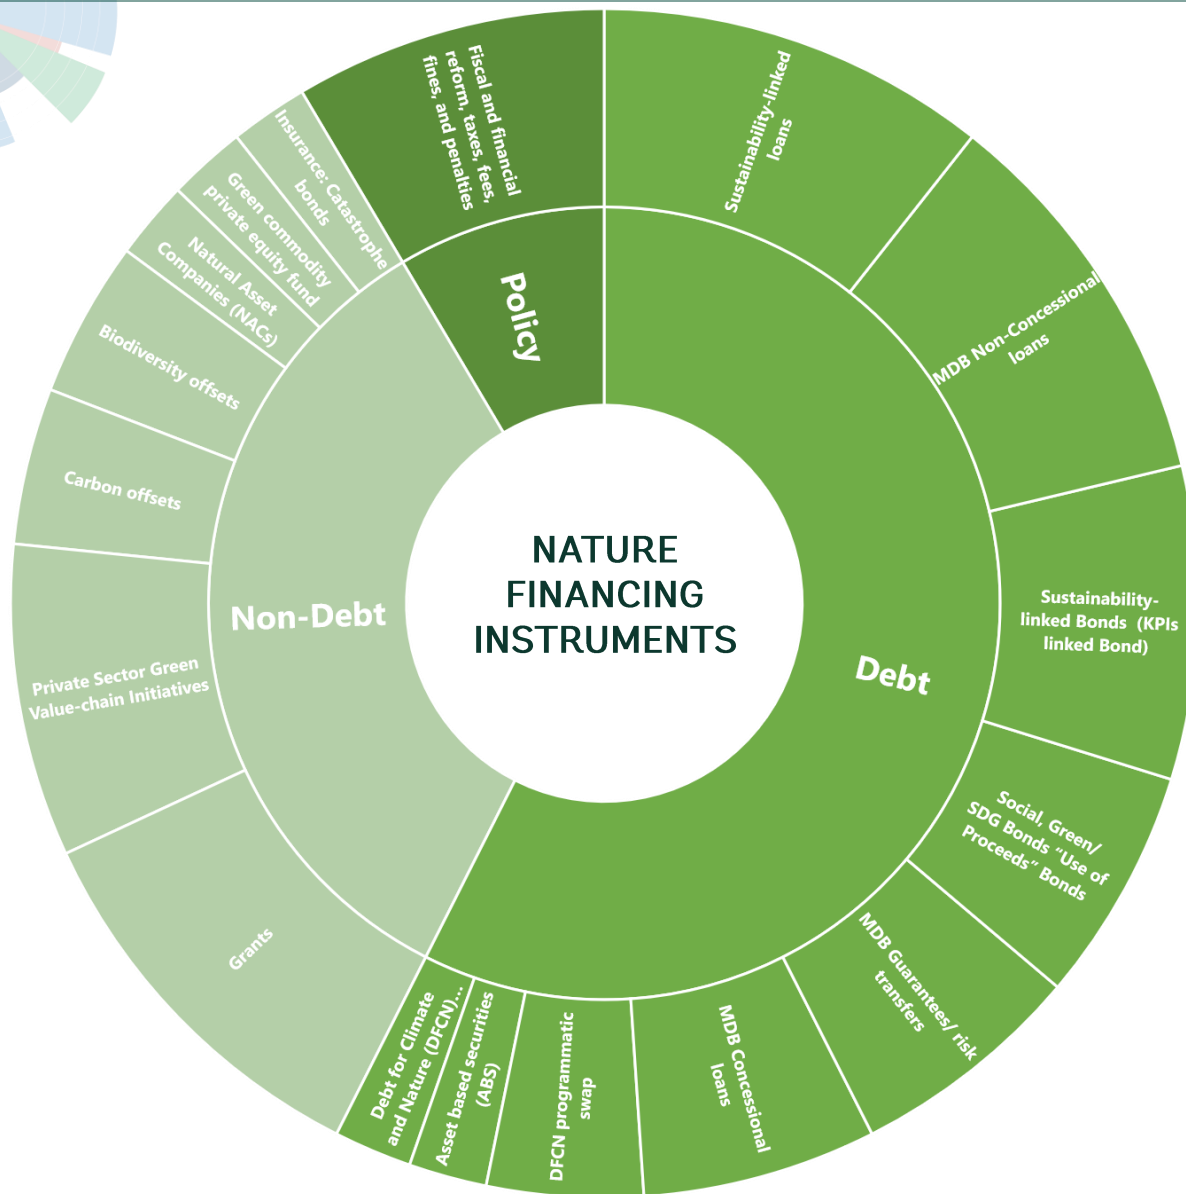 NATURE
FINANCING
INSTRUMENTS
Debt
Sustainability-linked
loans
MDB Non-Concessional
loans
Sustainability-
linked Bonds (KPIs
linked Bond)
Social, Green/
SDG Bonds “Use of
Proceeds” Bonds
MDB Guarantees/ risk
transfers
MDB Concessional
loans
DFCN programmatic
swap
Asset based securities
(ABS)
Debt for Climate
and Nature (DFCN)...
Non-Debt
Grants
Private Sector Green
Value-chain Initiatives
Carbon offsets
Biodiversity offsets
Natural Asset
Companies (NACs)
Green commodity
private equity fund
Insurance: Catastrophe
bonds
Policy
Fiscal and financial
reform, taxes, fees,
fines, and penalties